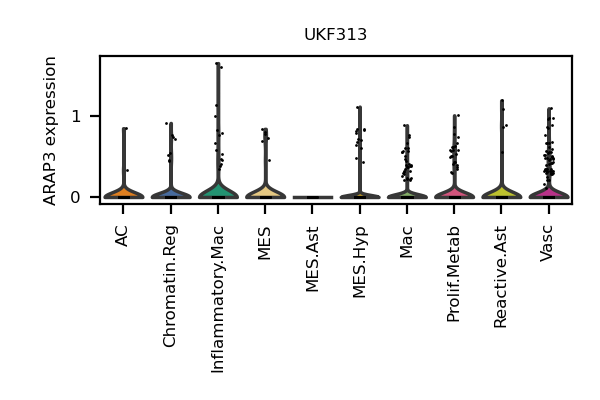 UKF313
ARAP3 expression
1
0
AC
Chromatin.Reg
Inflammatory.Mac
MES
MES.Ast
MES.Hyp
Mac
Prolif.Metab
Reactive.Ast
Vasc